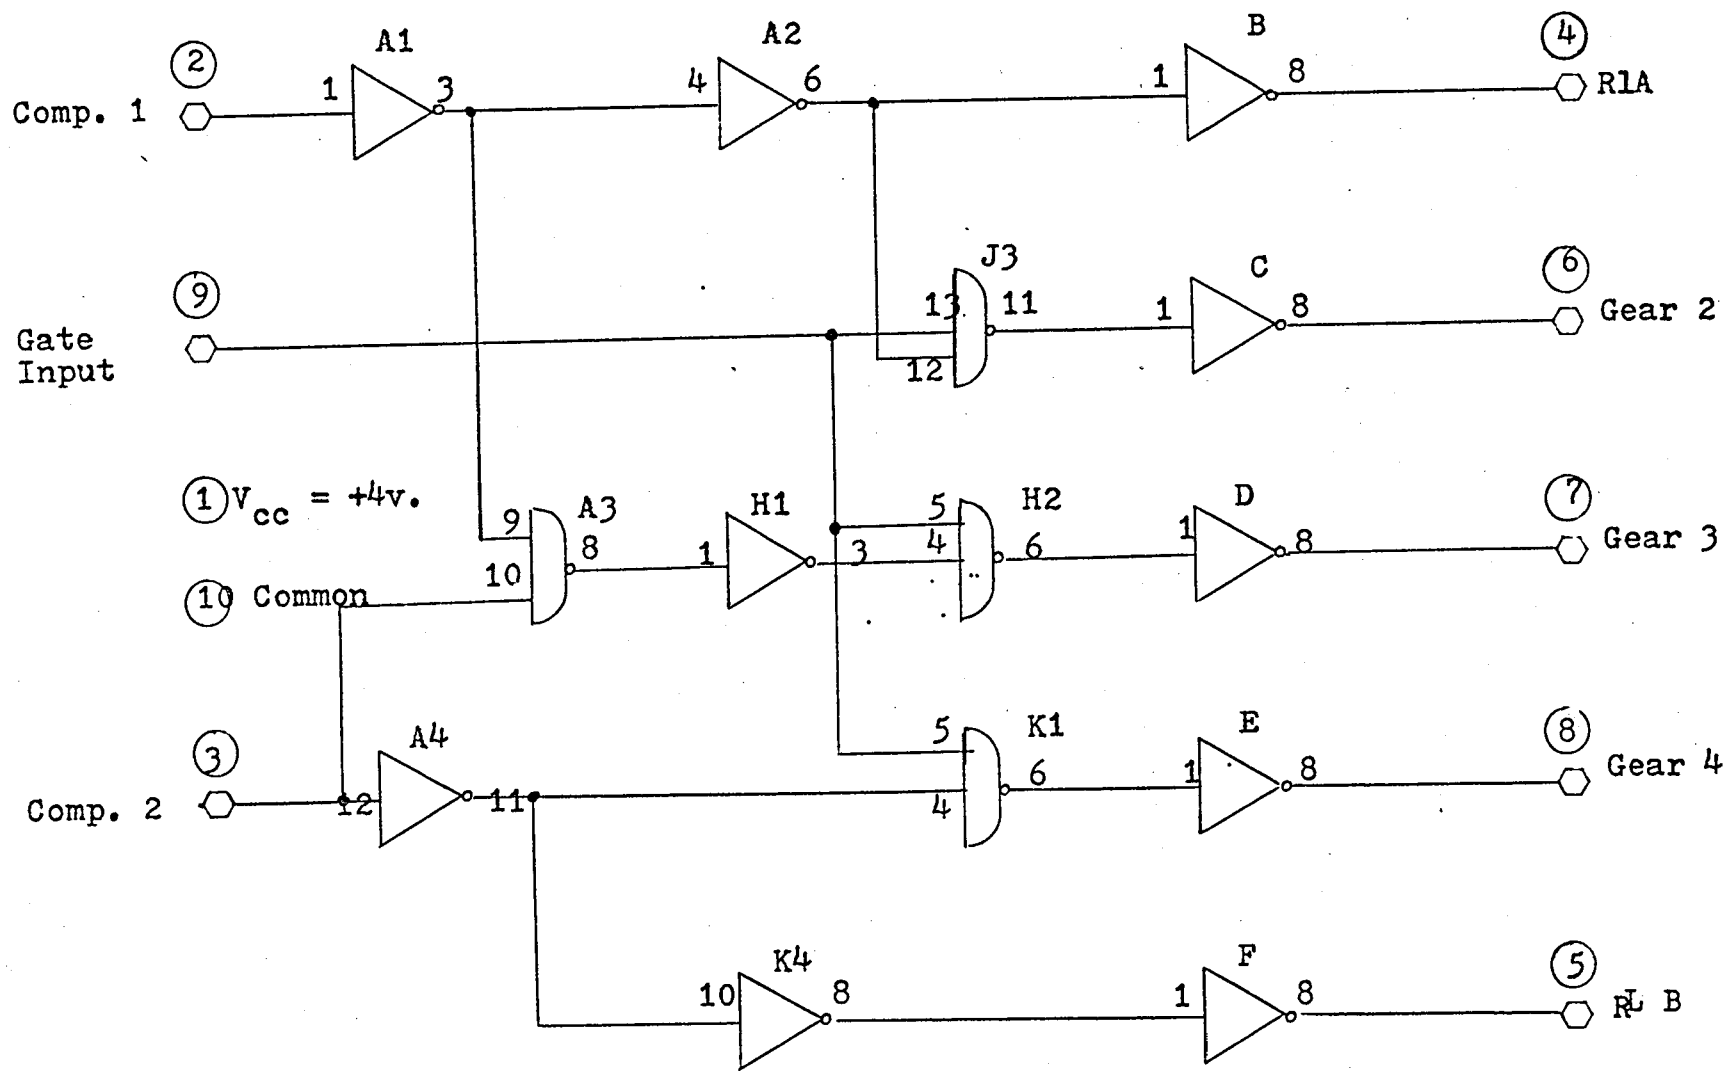 A1
A2
B
2
4
1
3
4
6
1
8
R1A
Comp. 1
J3
C
6
9
13
11
1
8
Gear 2
Gate
Input
12
1 Vcc = +4v.
A3
H1
H2
D
7
9
8
5
1
8
Gear 3
10
1
3
4
6
10 Common
A4
K1
E
8
3
5
6
1
8
Gear 4
12
11
4
Comp. 2
K4
F
5
10
8
1
8
RL B